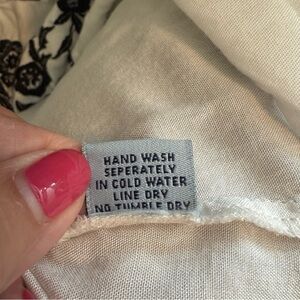 HAND WASH
SEPERATELY
IN COLD WATER
LINE DRY
NO TUMBLE DRY